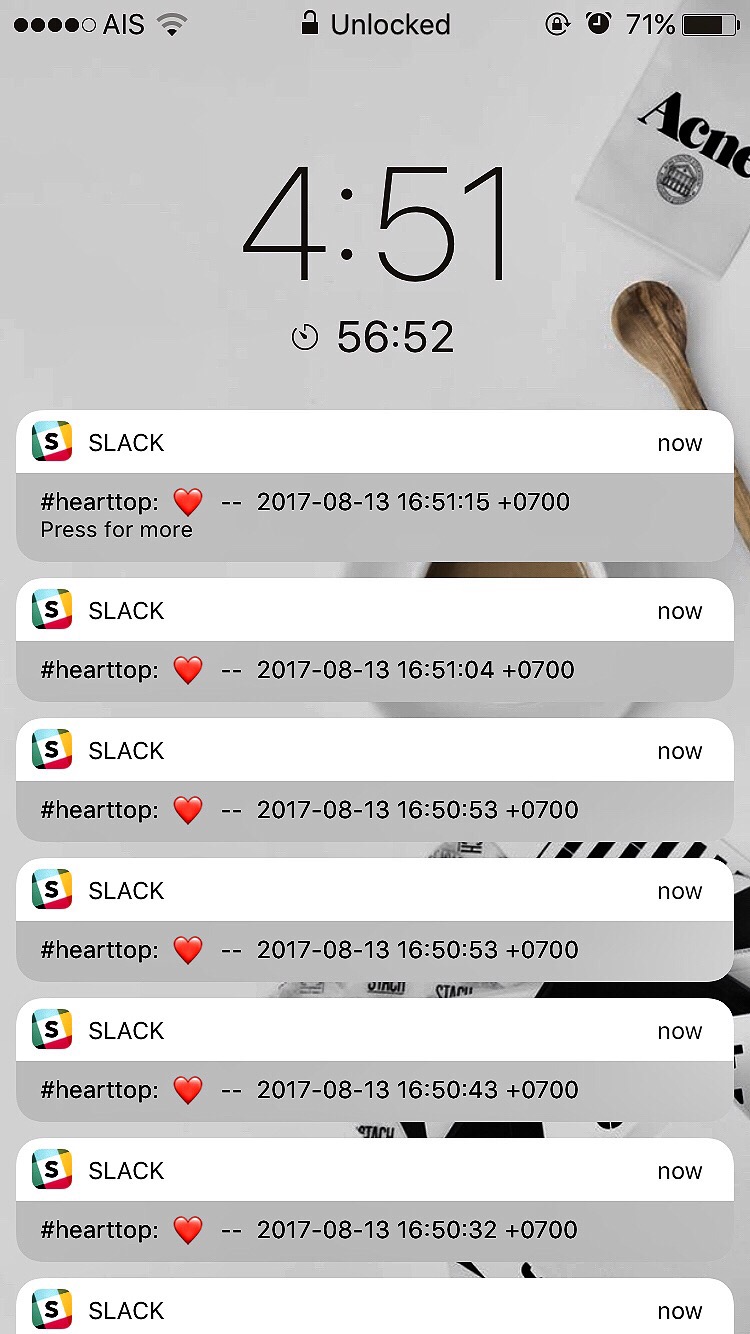 AIS Unlocked 71%
Acne
4:51
56:52
S SLACK now
#hearttop: ❤️ -- 2017-08-13 16:51:15 +0700
Press for more
S SLACK now
#hearttop: ❤️ -- 2017-08-13 16:51:04 +0700
S SLACK now
#hearttop: ❤️ -- 2017-08-13 16:50:53 +0700
S SLACK now
#hearttop: ❤️ -- 2017-08-13 16:50:53 +0700
STACH STACH
S SLACK now
#hearttop: ❤️ -- 2017-08-13 16:50:43 +0700
STACH
S SLACK now
#hearttop: ❤️ -- 2017-08-13 16:50:32 +0700
S SLACK now